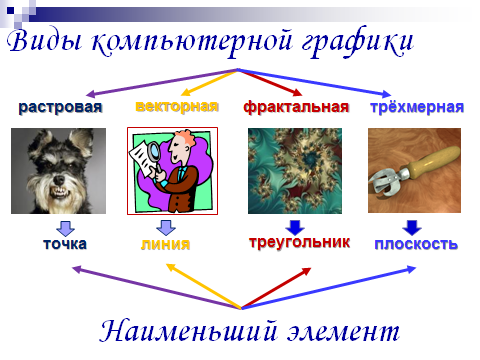 Виды компьютерной графики
растровая векторная фрактальная трёхмерная
точка линия треугольник плоскость
Наименьший элемент